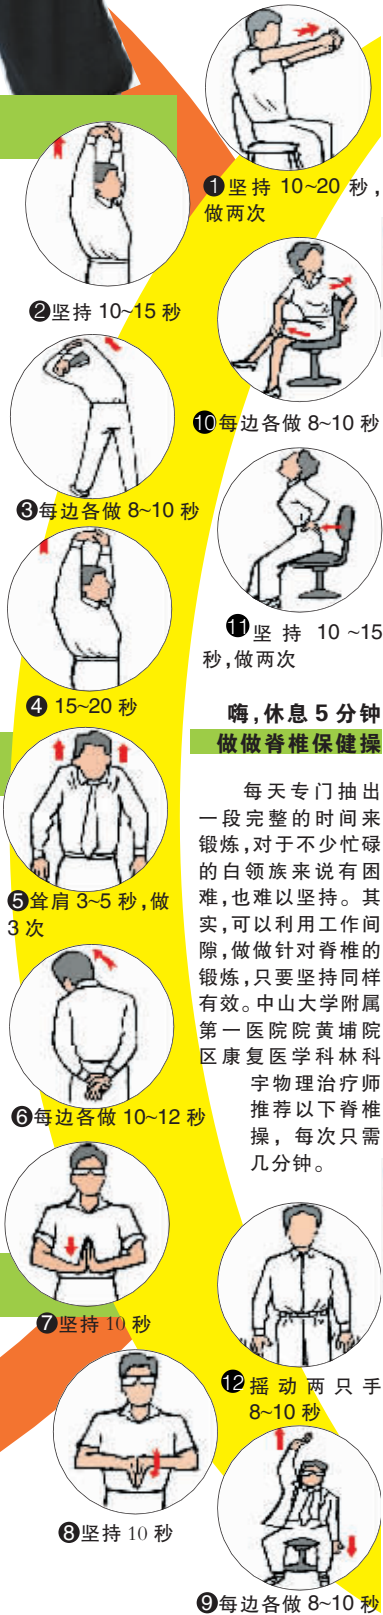 ❶坚持 10~20 秒，
做两次
❷坚持 10~15 秒
❸每边各做 8~10 秒
❹ 15~20 秒
❺耸肩 3~5 秒，做
3 次
❻每边各做 10~12 秒
❼坚持 10 秒
❽坚持 10 秒
❾每边各做 8~10 秒
❿每边各做 8~10 秒
⓫坚持 10~15
秒，做两次
⓬摇动两只手
8~10 秒
嗨，休息 5 分钟
做做脊椎保健操
每天专门抽出
一段完整的时间来
锻炼，对于不少忙碌
的白领族来说有困
难，也难以坚持。其
实，可以利用工作间
隙，做做针对脊椎的
锻炼，只要坚持同样
有效。中山大学附属
第一医院院黄埔院
区康复医学科林科
宇物理治疗师
推荐以下脊椎
操，每次只需
几分钟。